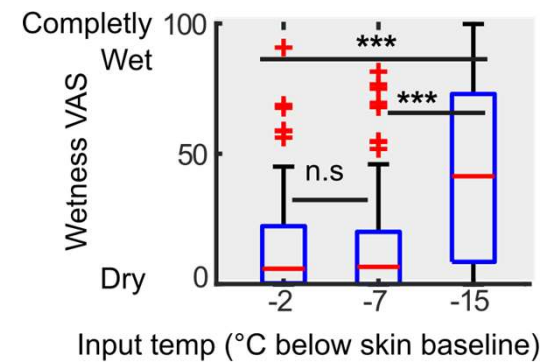 Completly 100
Wet
***
***
Wetness VAS
50
n.s
Dry 0
-2 -7 -15
Input temp (°C below skin baseline)